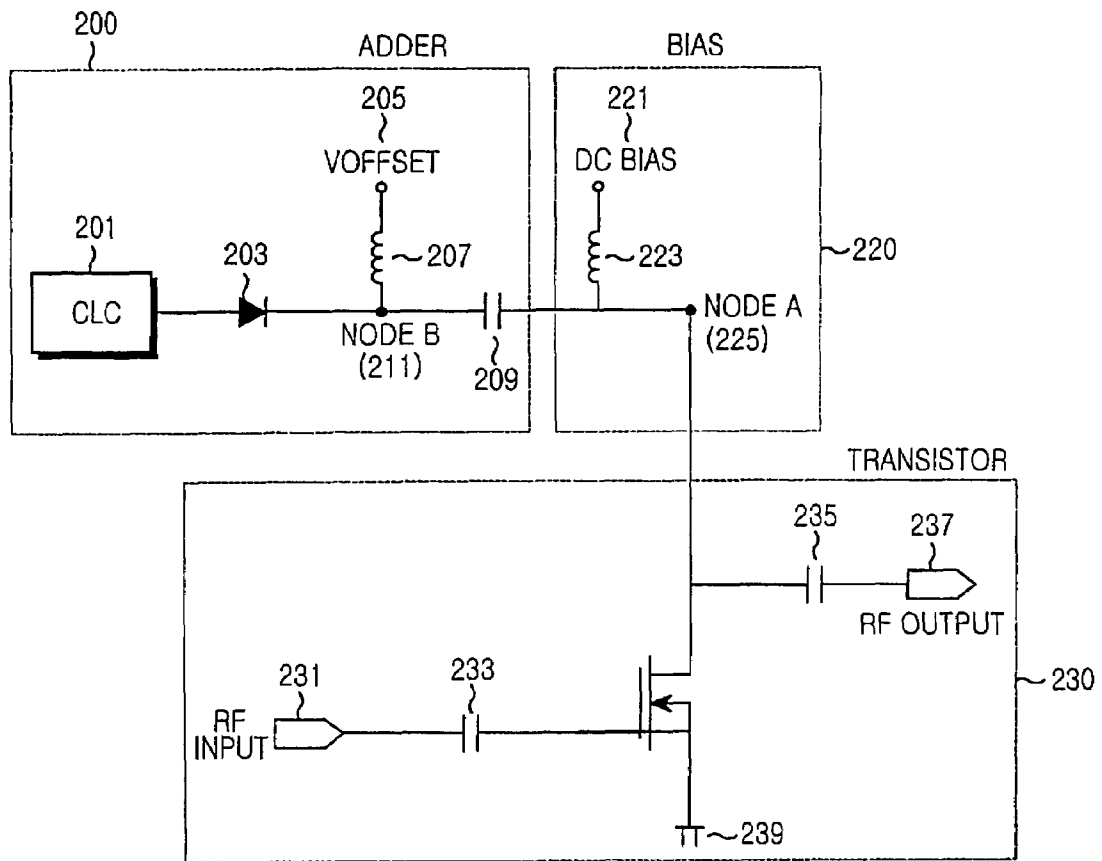 200
ADDER
BIAS
205
VOFFSET
221
DC BIAS
201
CLC
203
207
223
220
NODE B
(211)
209
NODE A
(225)
TRANSISTOR
235
237
RF OUTPUT
231
233
RF
INPUT
230
239